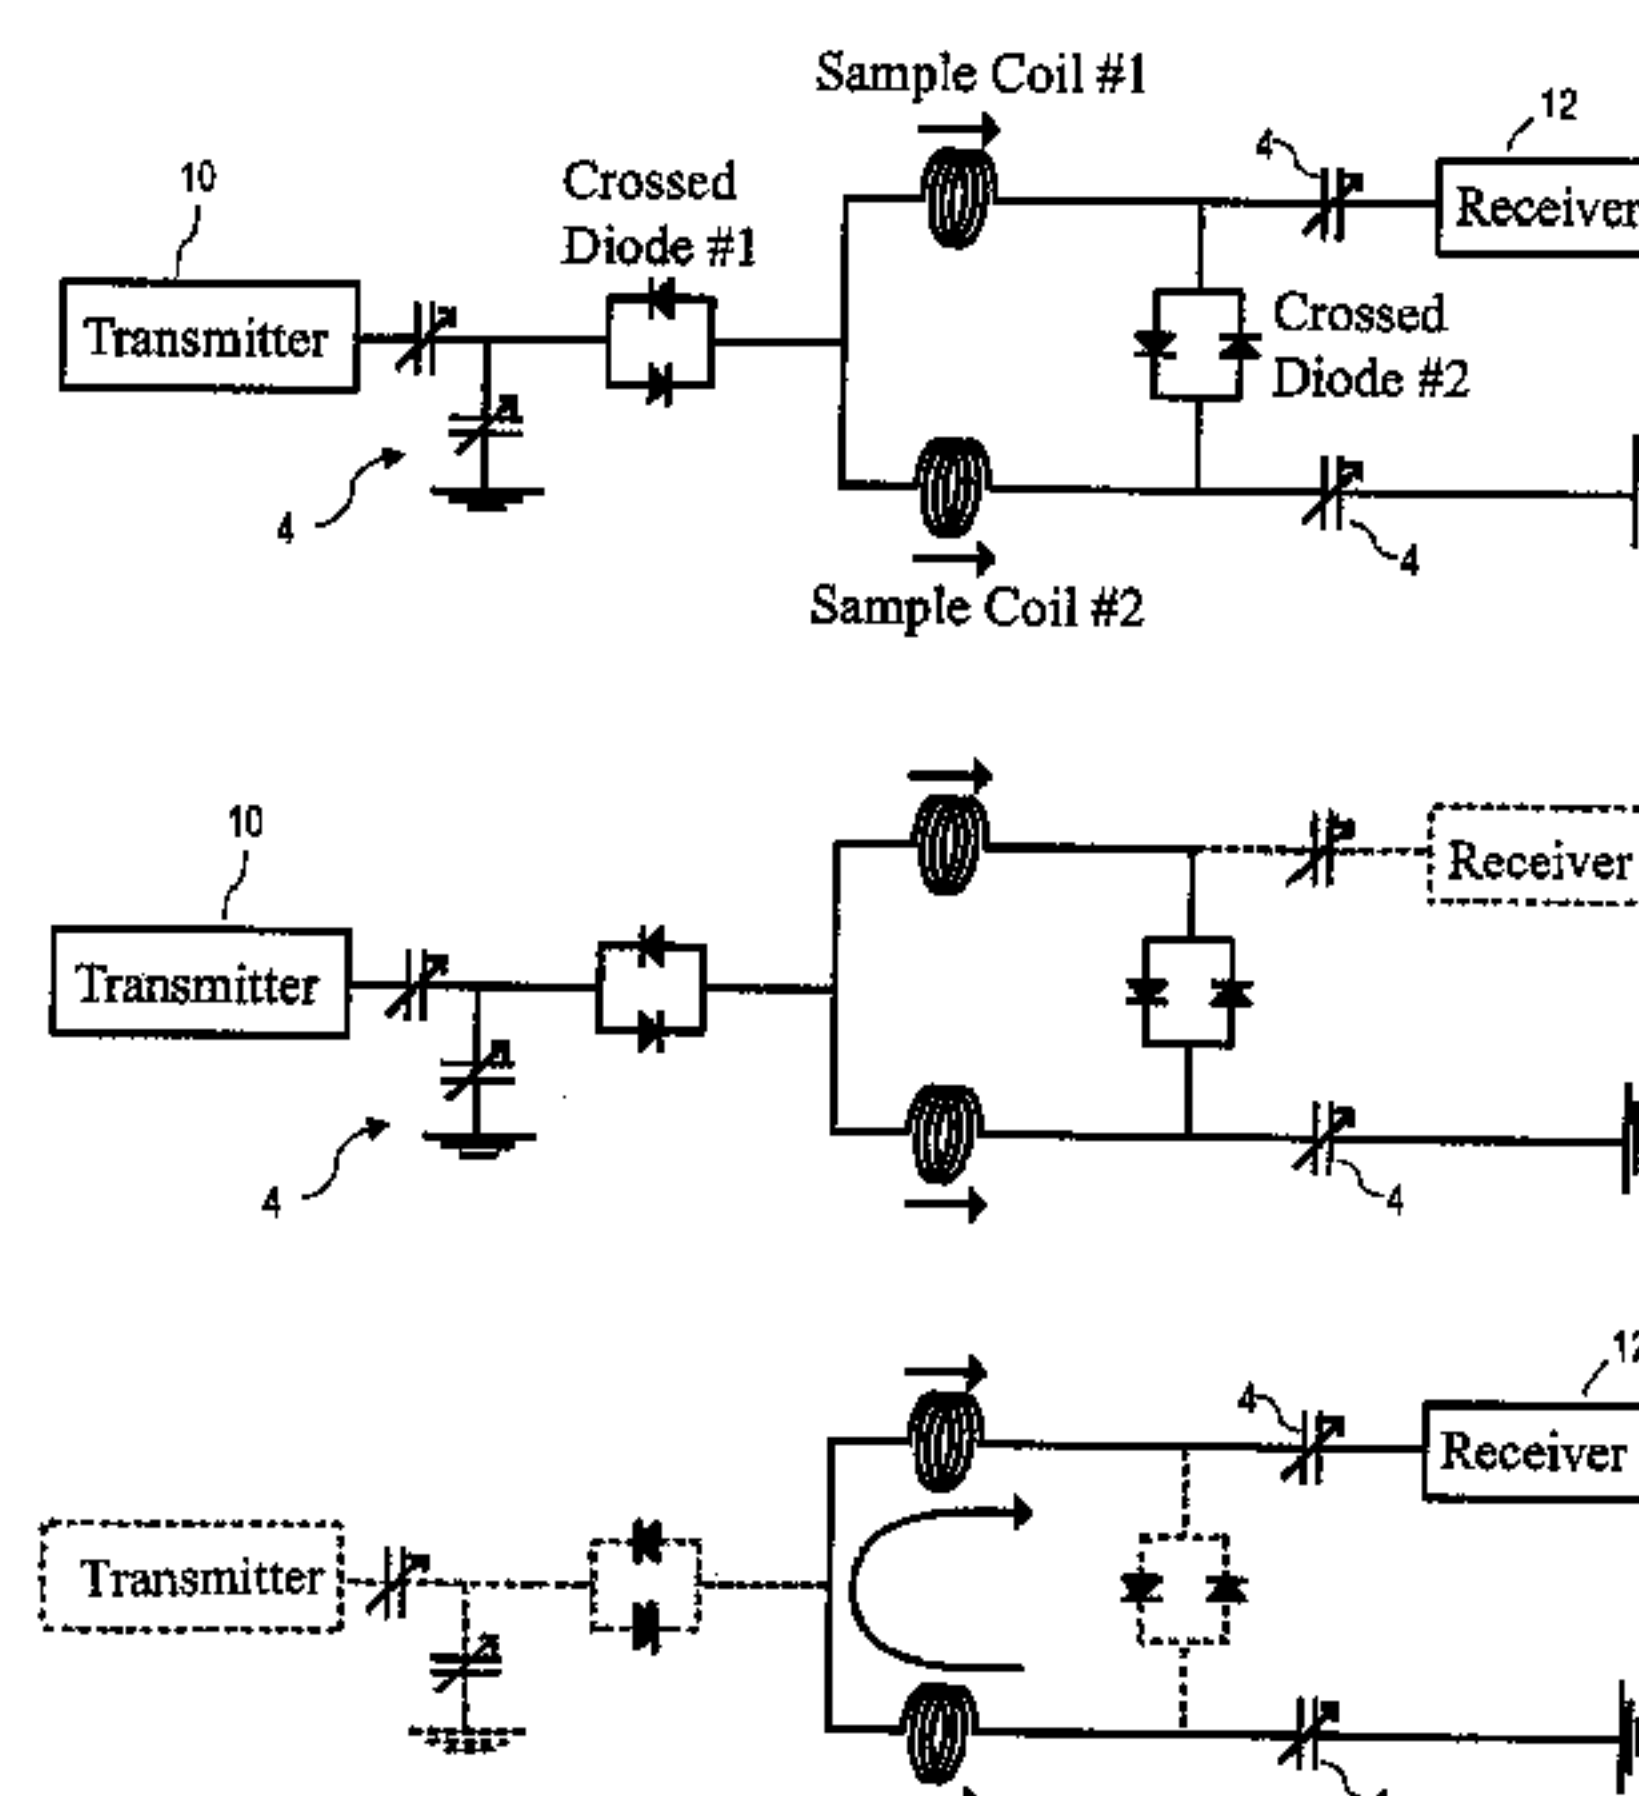 Sample Coil #1
12
4
10
Crossed
Diode #1
Receiver
Transmitter
Crossed
Diode #2
4
4
Sample Coil #2
10
Receiver
Transmitter
4
4
12
4
Receiver
Transmitter